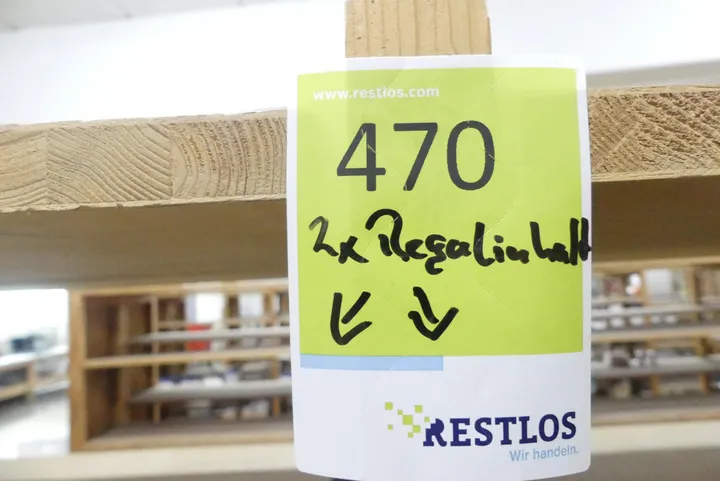 www.restlos.com
470
2x Regalinhalt
RESTLOS
Wir handeln.